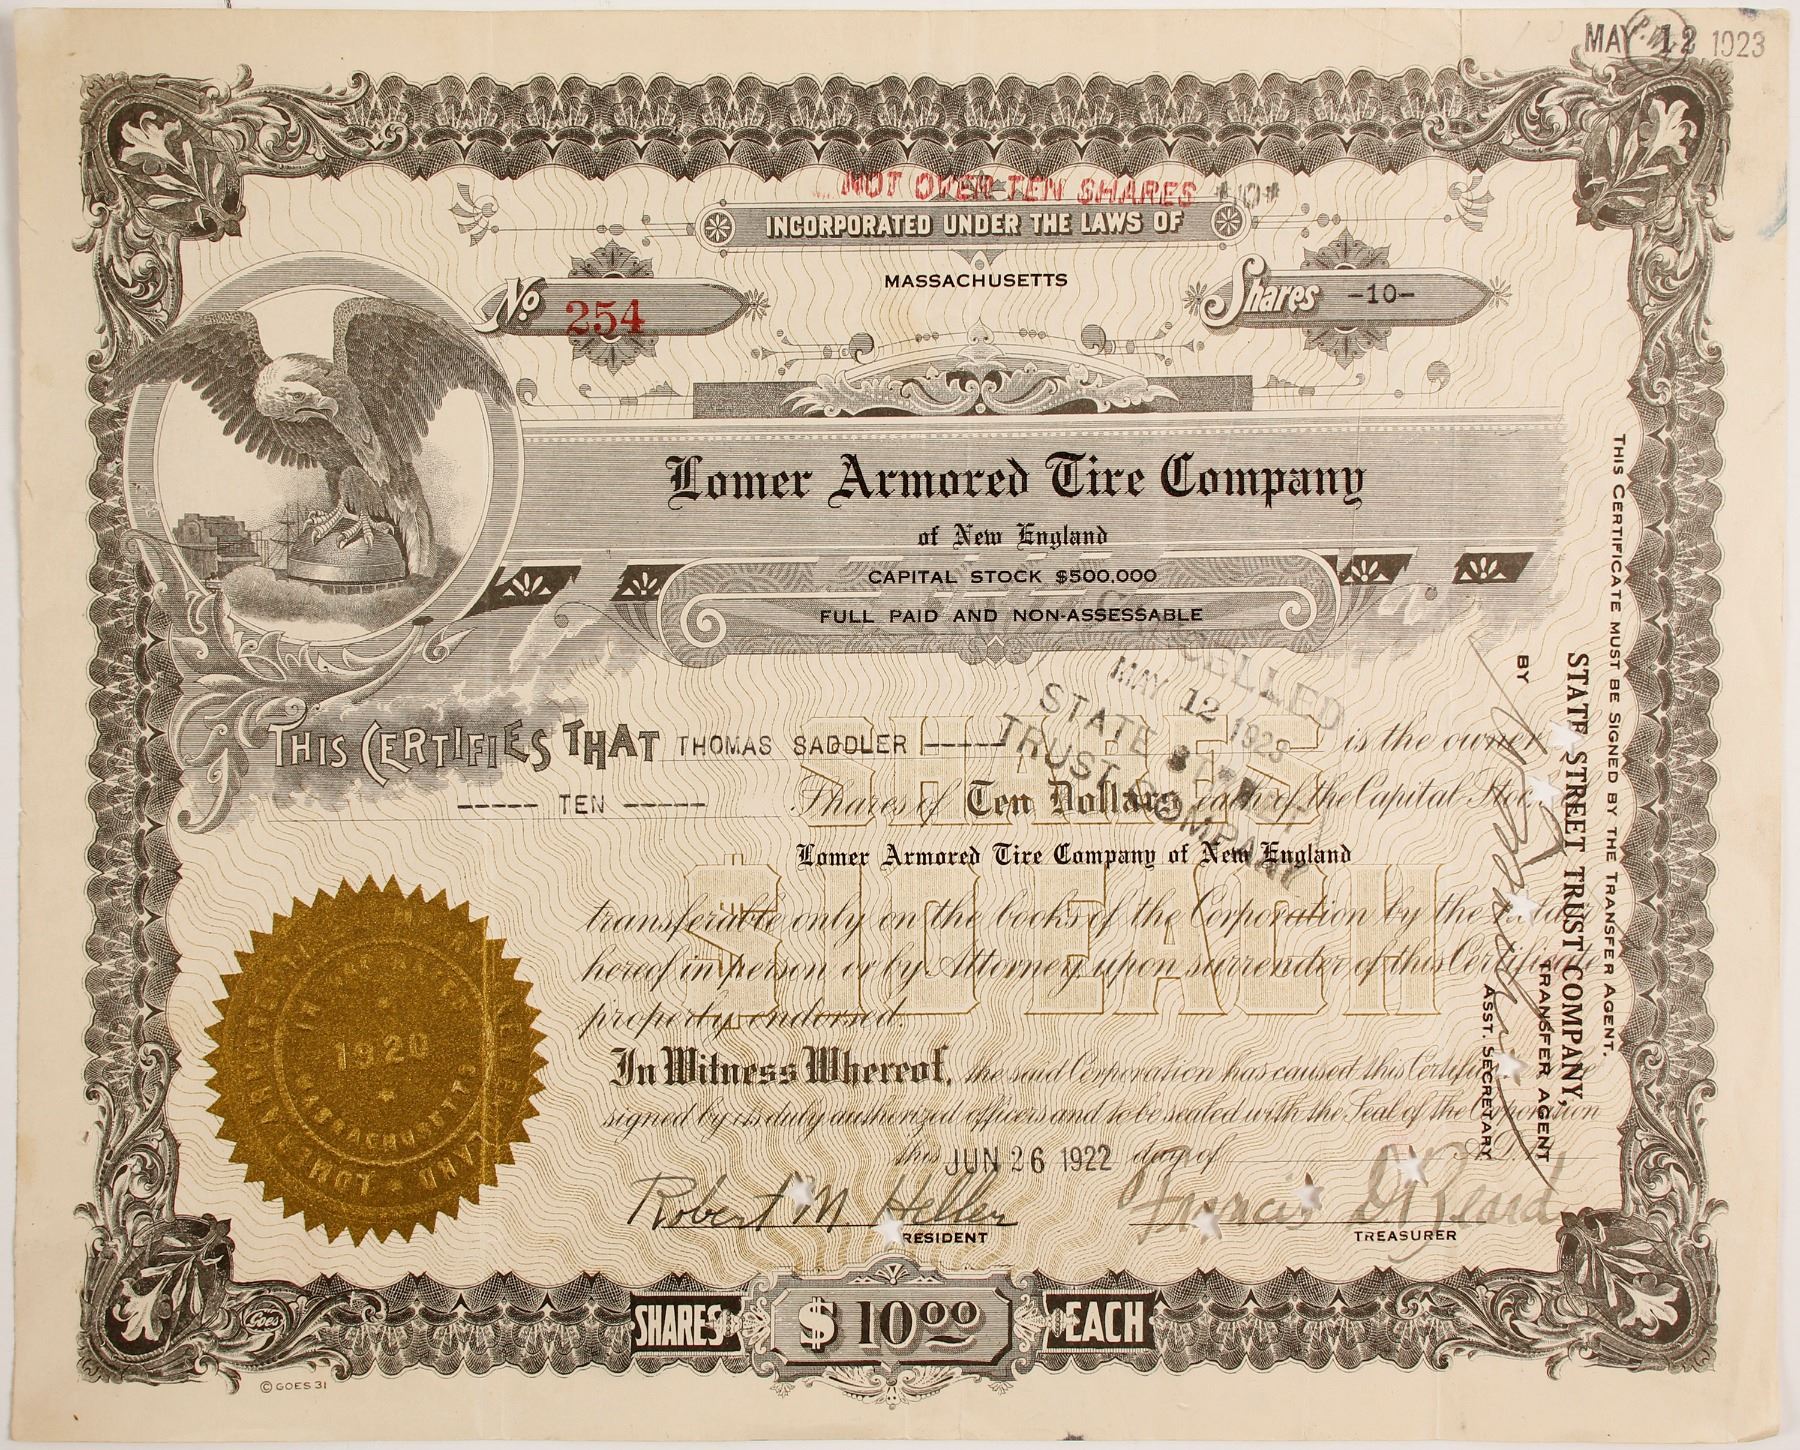 MAY 12 1923
NOT OVER TEN SHARES #10#
INCORPORATED UNDER THE LAWS OF
MASSACHUSETTS
No 254
Shares -10-
Lomer Armored Tire Company
of New England
CAPITAL STOCK $500,000
FULL PAID AND NON-ASSESSABLE
CANCELLED
MAY 12 1923
STATE STREET
TRUST COMPANY
THIS CERTIFIES THAT THOMAS SADDLER ----- is the owner
----- TEN ----- Shares of Ten Dollars each of the Capital Stock
Lomer Armored Tire Company of New England
SHARES
$10 EACH
transferable only on the books of the Corporation by the holder
hereof in person or by Attorney upon surrender of this Certificate
properly endorsed.
In Witness Whereof, the said Corporation has caused this Certificate to be
signed by its duly authorized officers and to be sealed with the Seal of the Corporation
this JUN 26 1922 day of A.D.
Robert M Heller
PRESIDENT
Francis
TREASURER
SHARES $10.00 EACH
Goes
© GOES 31
1920
MASSACHUSETTS
THIS CERTIFICATE MUST BE SIGNED BY THE TRANSFER AGENT.
STATE STREET TRUST COMPANY,
TRANSFER AGENT
BY
ASST. SECRETARY